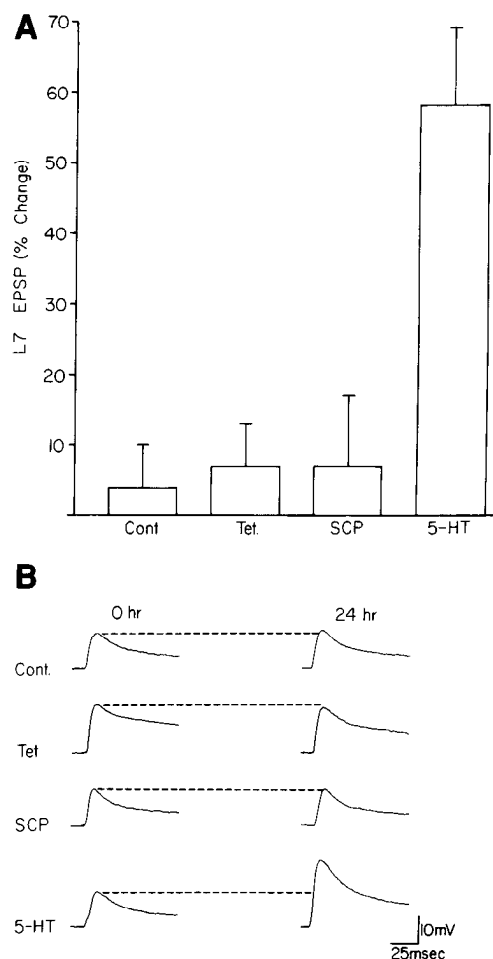 A
L7 EPSP (% Change)
70
60
50
40
30
20
10
Cont
Tet.
SCP
5-HT
B
0 hr
24 hr
Cont.
Tet
SCP
5-HT
10mV
25msec